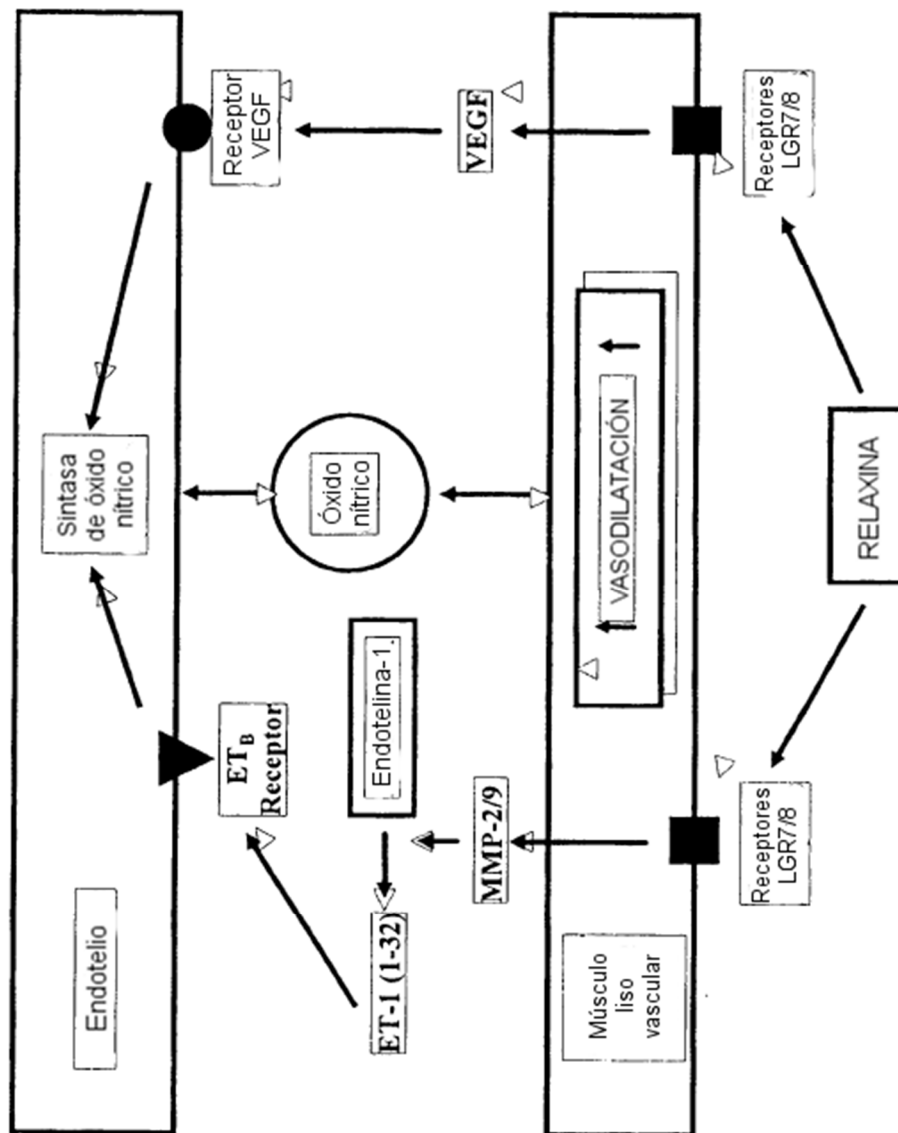 Endotelio
Sintasa
de óxido
nítrico
ET_B
Receptor
Receptor
VEGF
ET-1 (1-32)
Endotelina-1
Óxido
nítrico
MMP-2/9
VEGF
Músculo
liso
vascular
VASODILATACIÓN
Receptores
LGR7/8
Receptores
LGR7/8
RELAXINA